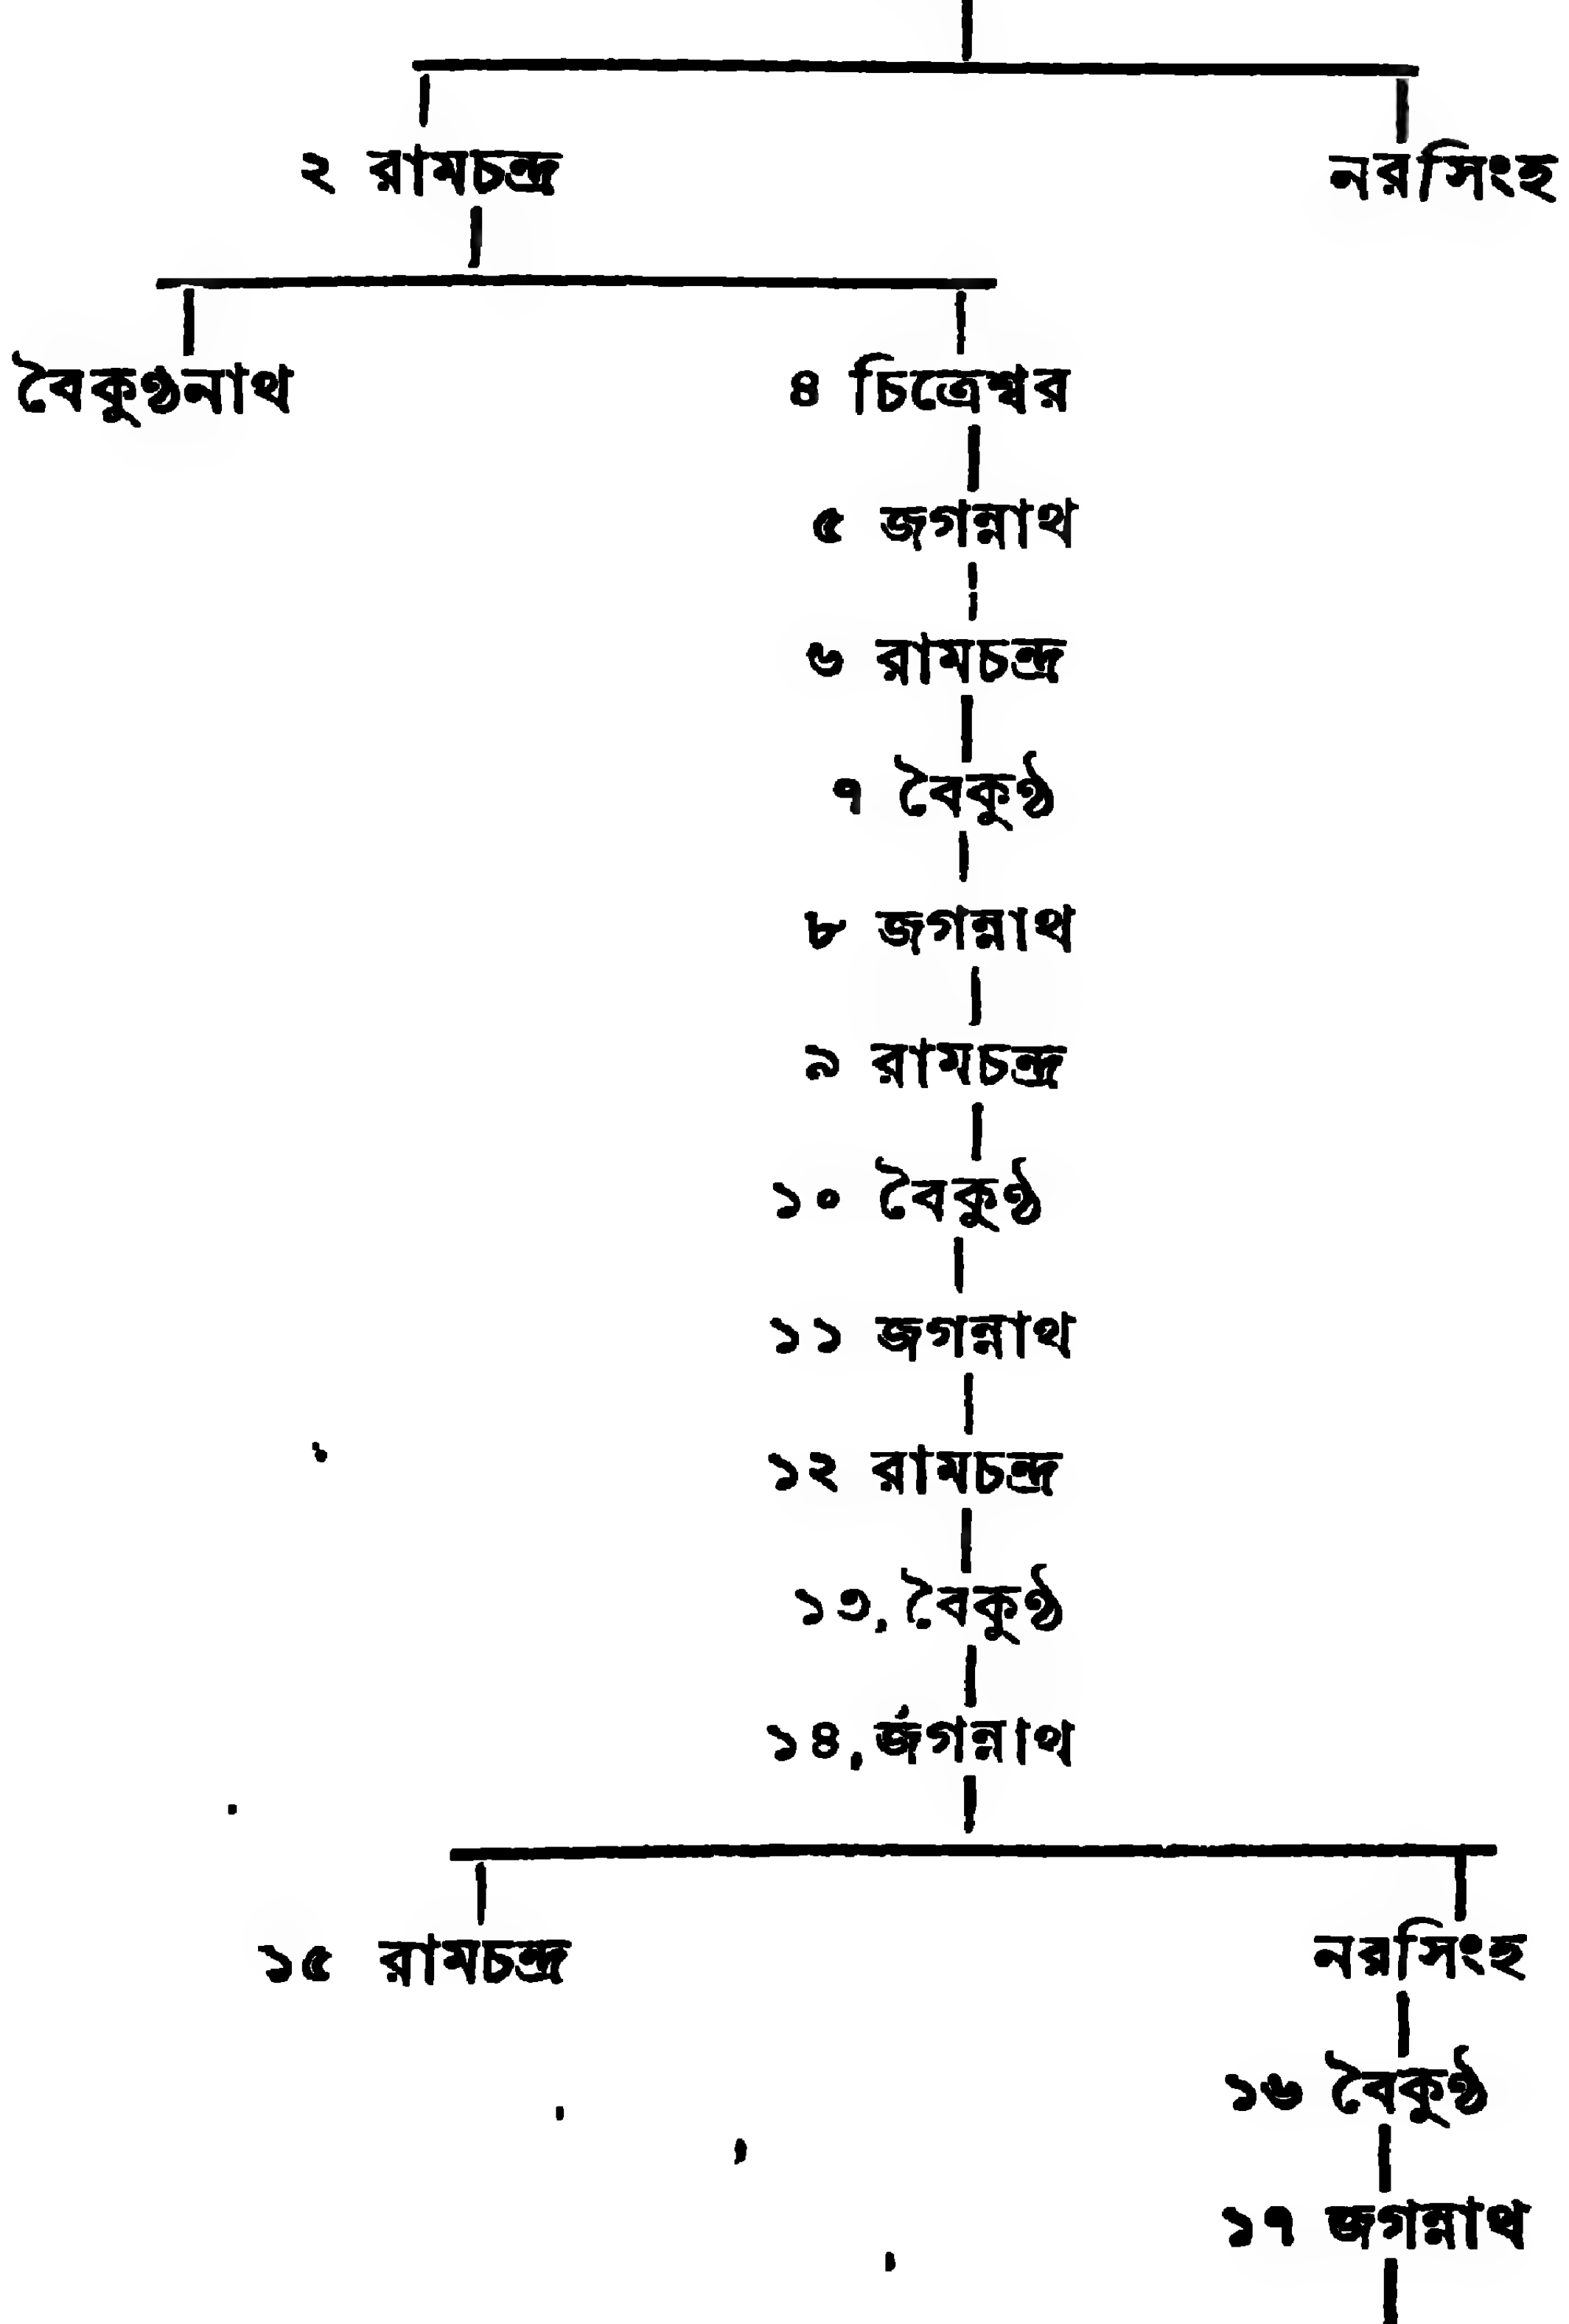 ২ রামচন্দ্র নরসিংহ
বৈকুণ্ঠনাথ ৪ চিত্রেশ্বর
৫ জগন্নাথ
৬ রামচন্দ্র
৭ বৈকুণ্ঠ
৮ জগন্নাথ
৯ রামচন্দ্র
১০ বৈকুণ্ঠ
১১ জগন্নাথ
১২ রামচন্দ্র
১৩. বৈকুণ্ঠ
১৪. জগন্নাথ
১৫ রামচন্দ্র নরসিংহ
১৬ বৈকুণ্ঠ
১৭ জগন্নাথ